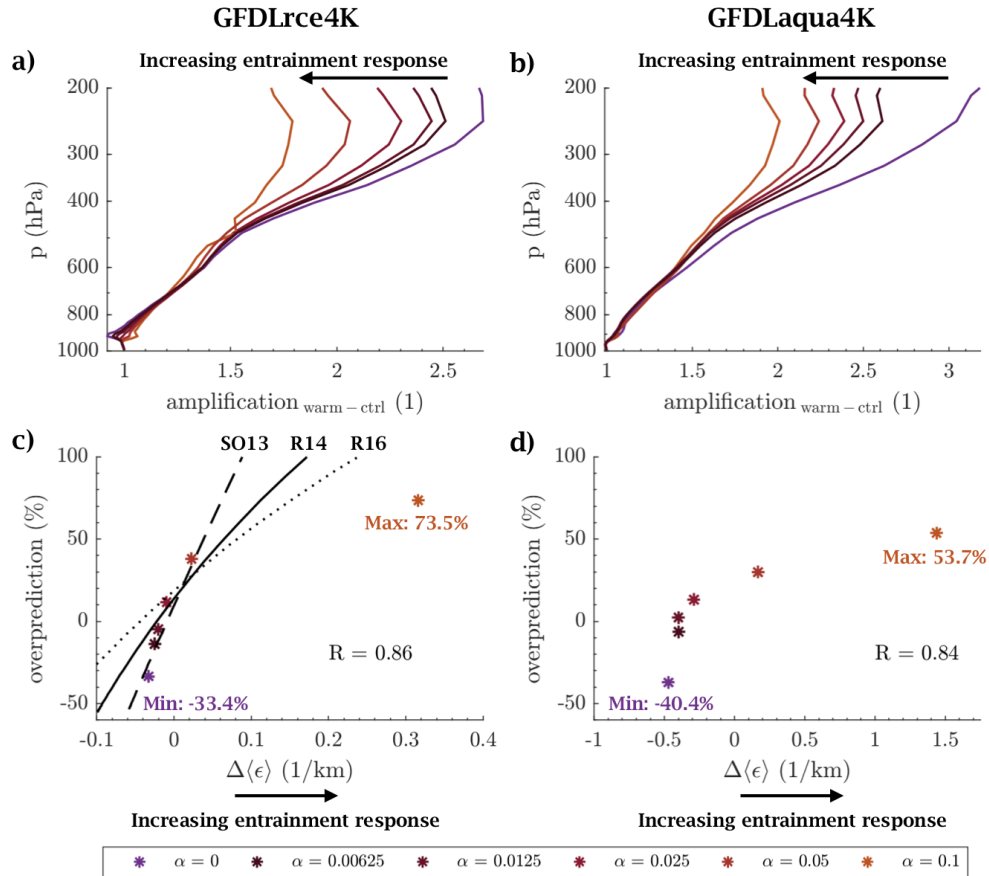 GFDLrce4K
GFDLaqua4K
a)
Increasing entrainment response
200
300
400
600
800
1000
p (hPa)
1
1.5
2
2.5
amplification warm−ctrl (1)
b)
Increasing entrainment response
200
300
400
600
800
1000
p (hPa)
1
1.5
2
2.5
3
amplification warm−ctrl (1)
c)
SO13 R14 R16
100
50
0
-50
overprediction (%)
Max: 73.5%
R = 0.86
Min: -33.4%
-0.1
0
0.1
0.2
0.3
0.4
Δ⟨ϵ⟩ (1/km)
Increasing entrainment response
d)
100
50
0
-50
overprediction (%)
Max: 53.7%
R = 0.84
Min: -40.4%
-1
-0.5
0
0.5
1
1.5
Δ⟨ϵ⟩ (1/km)
Increasing entrainment response
α = 0 α = 0.00625 α = 0.0125 α = 0.025 α = 0.05 α = 0.1